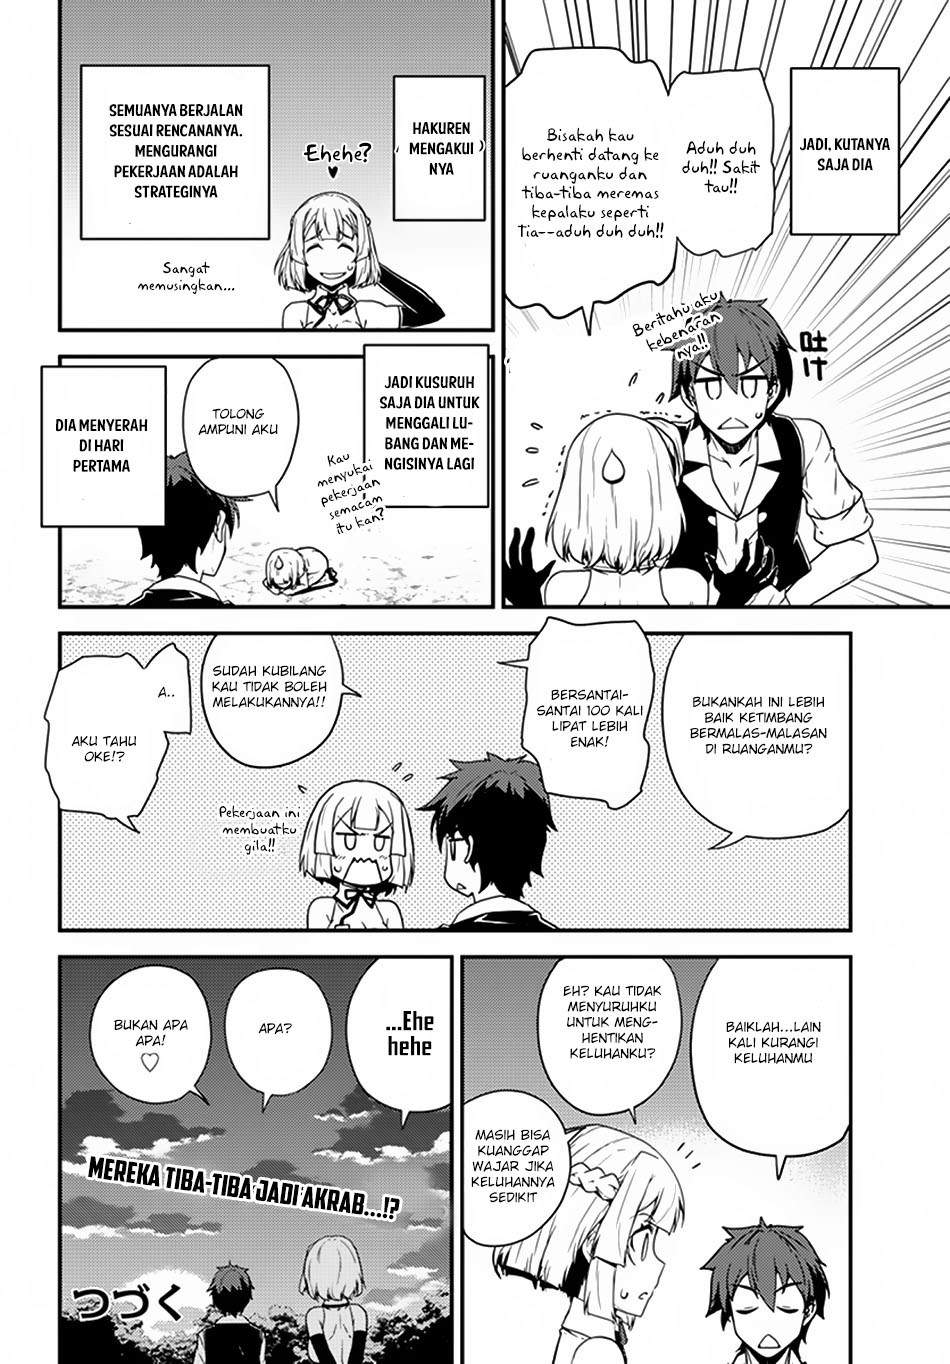 JADI, KUTANYA
SAJA DIA
Aduh duh
duh!! Sakit
tau!!
Bisakah kau
berhenti datang ke
ruanganku dan
tiba-tiba meremas
kepalaku seperti
Tia--aduh duh duh!!
Beritahu aku
kebenaran
nya!!
吐け
HAKUREN
MENGAKUI
NYA
Ehehe?
♥
SEMUANYA BERJALAN
SESUAI RENCANANYA.
MENGURANGI
PEKERJAAN ADALAH
STRATEGINYA
Sangat
memusingkan...
JADI KUSURUH
SAJA DIA UNTUK
MENGGALI LU-
BANG DAN ME-
NGISINYA LAGI
Kau
menyukai
pekerjaan
semacam
itu kan?
TOLONG
AMPUNI AKU
DIA MENYERAH
DI HARI
PERTAMA
BUKANKAH INI LEBIH
BAIK KETIMBANG
BERMALAS-MALASAN
DI RUANGANMU?
BERSANTAI-
SANTAI 100 KALI
LIPAT LEBIH
ENAK!
SUDAH KUBILANG
KAU TIDAK BOLEH
MELAKUKANNYA!!
Pekerjaan ini
membuatku
gila!!
A..
AKU TAHU
OKE!?
BAIKLAH...LAIN
KALI KURANGI
KELUHANMU
EH? KAU TIDAK
MENYURUHKU
UNTUK MENG-
HENTIKAN
KELUHANKU?
MASIH BISA
KUANGGAP
WAJAR JIKA
KELUHANNYA
SEDIKIT
...Ehe
hehe
APA?
BUKAN APA
APA!
♡
MEREKA TIBA-TIBA JADI AKRAB...!?
つづく